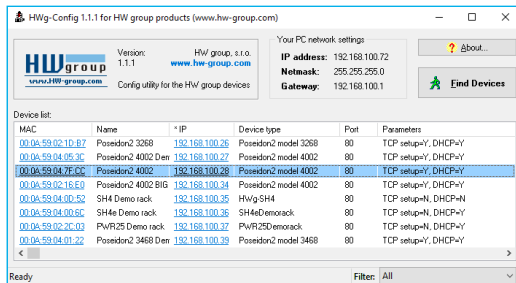 HWg-Config 1.1.1 for HW group products (www.hw-group.com)
HW group
www.HW-group.com
Version: HW group, s.r.o.
1.1.1 www.hw-group.com
Config utility for the HW group devices
Your PC network settings
IP address: 192.168.100.72
Netmask: 255.255.255.0
Gateway: 192.168.100.1
About...
Find Devices
Device list:
MAC Name ^IP Device type Port Parameters
00:0A:59:02:1D:B7 Poseidon2 3268 192.168.100.26 Poseidon2 model 3268 80 TCP setup=Y, DHCP=Y
00:0A:59:04:05:3C Poseidon2 4002 Den 192.168.100.27 Poseidon2 model 4002 80 TCP setup=Y, DHCP=Y
00:0A:59:04:7F:CC Poseidon2 4002 192.168.100.28 Poseidon2 model 4002 80 TCP setup=Y, DHCP=Y
00:0A:59:02:16:E0 Poseidon2 4002 BIG 192.168.100.34 Poseidon2 model 4002 80 TCP setup=Y, DHCP=Y
00:0A:59:04:0D:52 SH4 Demo rack 192.168.100.35 HWg-SH4 80 TCP setup=N, DHCP=N
00:0A:59:04:00:6C SH4e Demo rack 192.168.100.36 SH4eDemorack 80 TCP setup=N, DHCP=Y
00:0A:59:02:2C:03 PWR25 Demo rack 192.168.100.37 PWR25Demorack 80 TCP setup=N, DHCP=Y
00:0A:59:04:01:22 Poseidon2 3468 Den 192.168.100.39 Poseidon2 model 3468 80 TCP setup=Y, DHCP=Y
Ready Filter: All